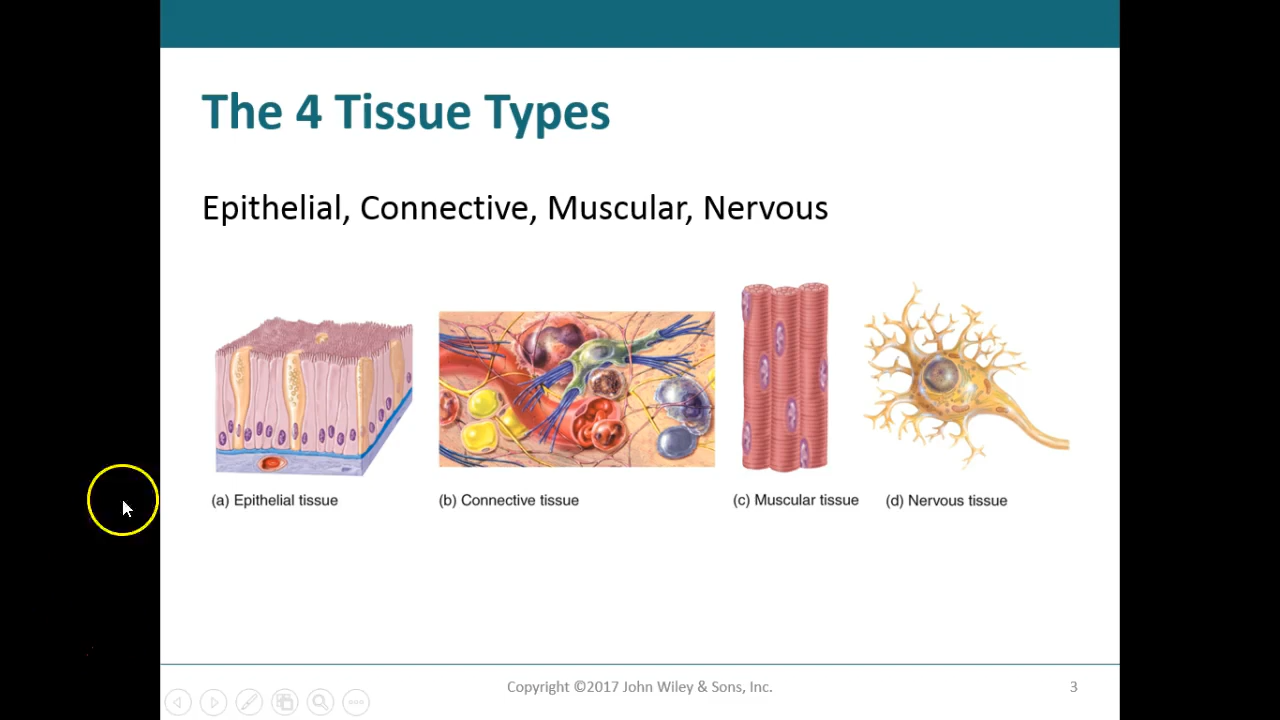 The 4 Tissue Types
Epithelial, Connective, Muscular, Nervous
(a) Epithelial tissue
(b) Connective tissue
(c) Muscular tissue
(d) Nervous tissue
Copyright ©2017 John Wiley & Sons, Inc.
3